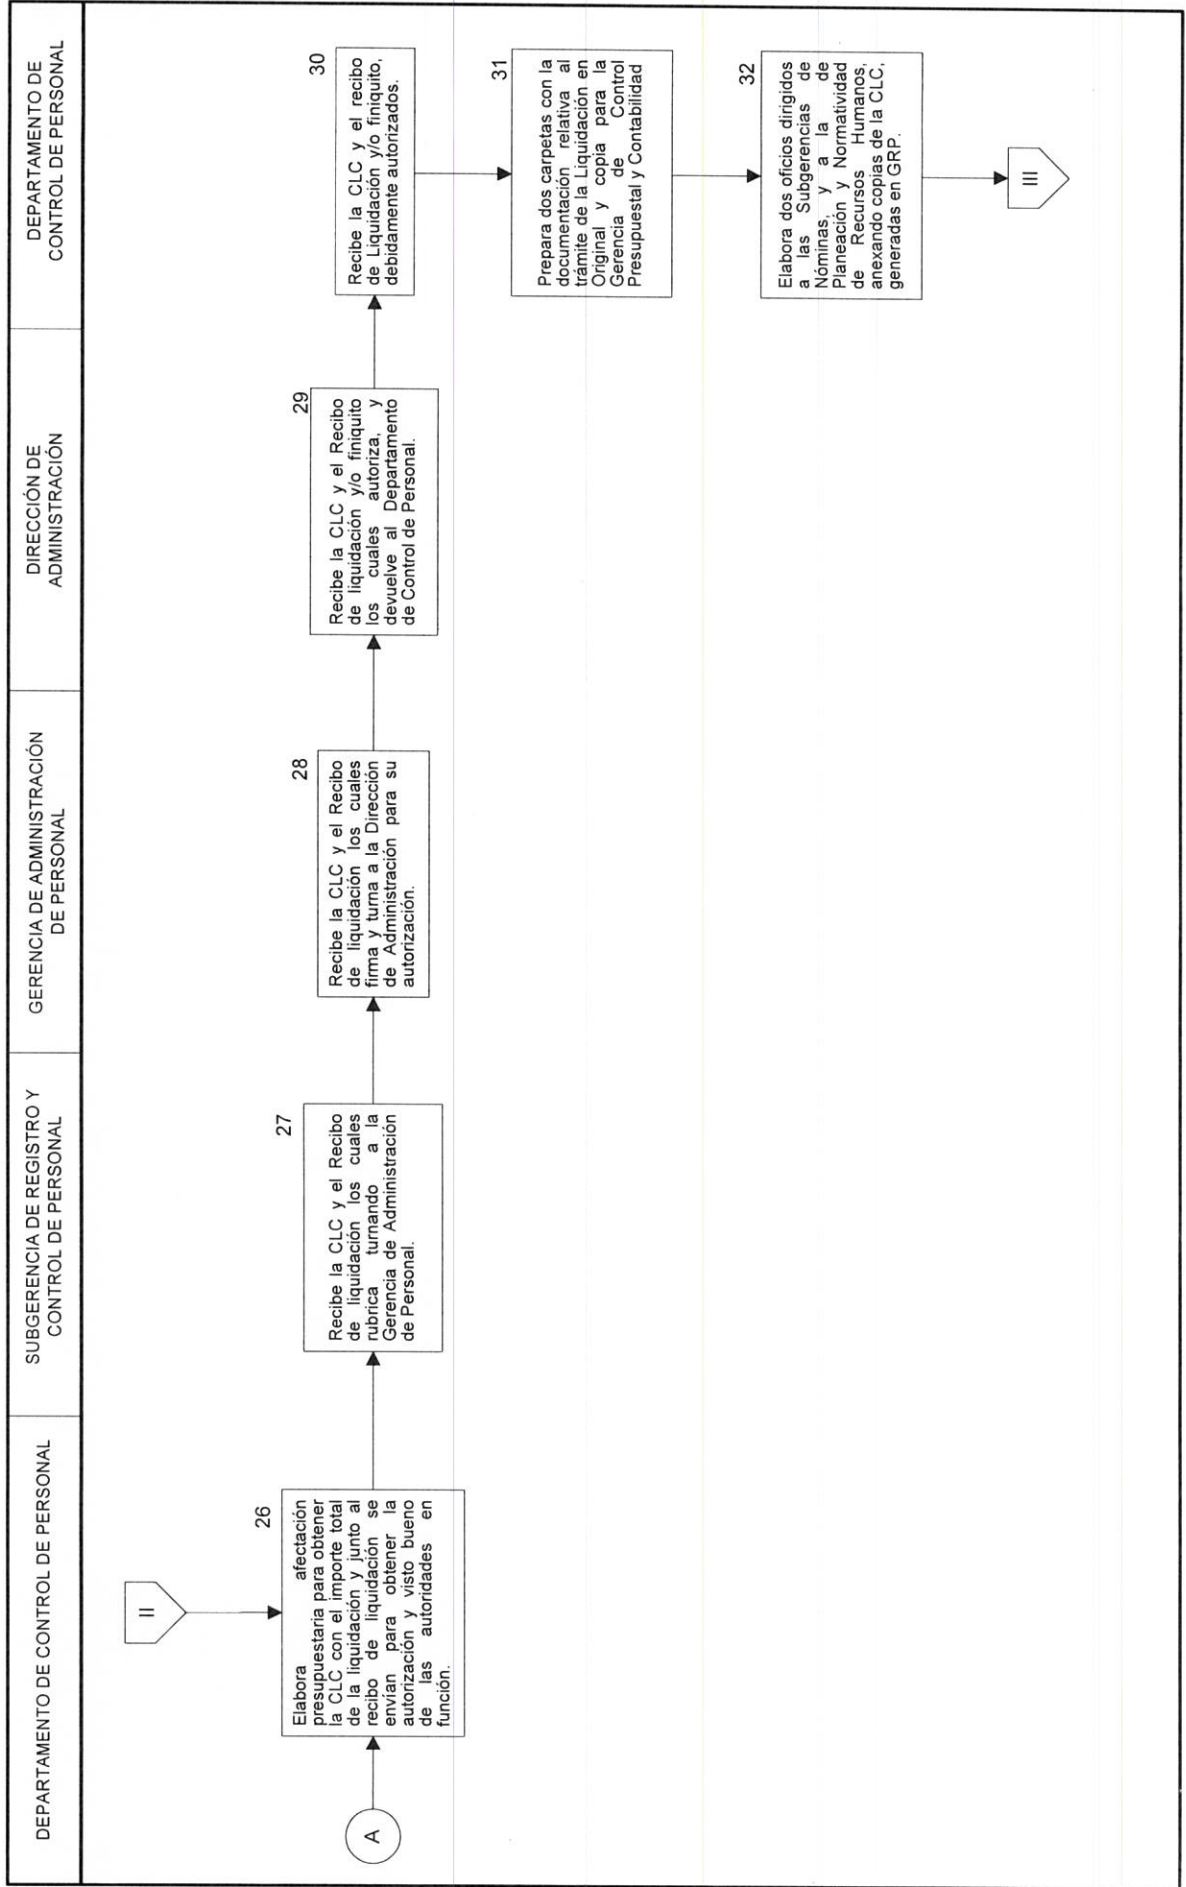 DEPARTAMENTO DE CONTROL DE PERSONAL
SUBGERENCIA DE REGISTRO Y
CONTROL DE PERSONAL
GERENCIA DE ADMINISTRACIÓN
DE PERSONAL
DIRECCIÓN DE
ADMINISTRACIÓN
DEPARTAMENTO DE
CONTROL DE PERSONAL
II
A
26
Elabora afectación
presupuestaria para obtener
la CLC con el importe total
de la liquidación y junto al
recibo de liquidación se
envían para obtener la
autorización y visto bueno
de las autoridades en
función.
27
Recibe la CLC y el Recibo
de liquidación los cuales
rubrica turnando a la
Gerencia de Administración
de Personal.
28
Recibe la CLC y el Recibo
de liquidación los cuales
firma y turna a la Dirección
de Administración para su
autorización.
29
Recibe la CLC y el Recibo
de liquidación y/o finiquito
los cuales autoriza, y
devuelve al Departamento
de Control de Personal.
30
Recibe la CLC y el recibo
de Liquidación y/o finiquito,
debidamente autorizados.
31
Prepara dos carpetas con la
documentación relativa al
trámite de la Liquidación en
Original y copia para la
Gerencia de Control
Presupuestal y Contabilidad
32
Elabora dos oficios dirigidos
a las Subgerencias de
Nóminas, y a la de
Planeación y Normatividad
de Recursos Humanos,
anexando copias de la CLC,
generadas en GRP.
III